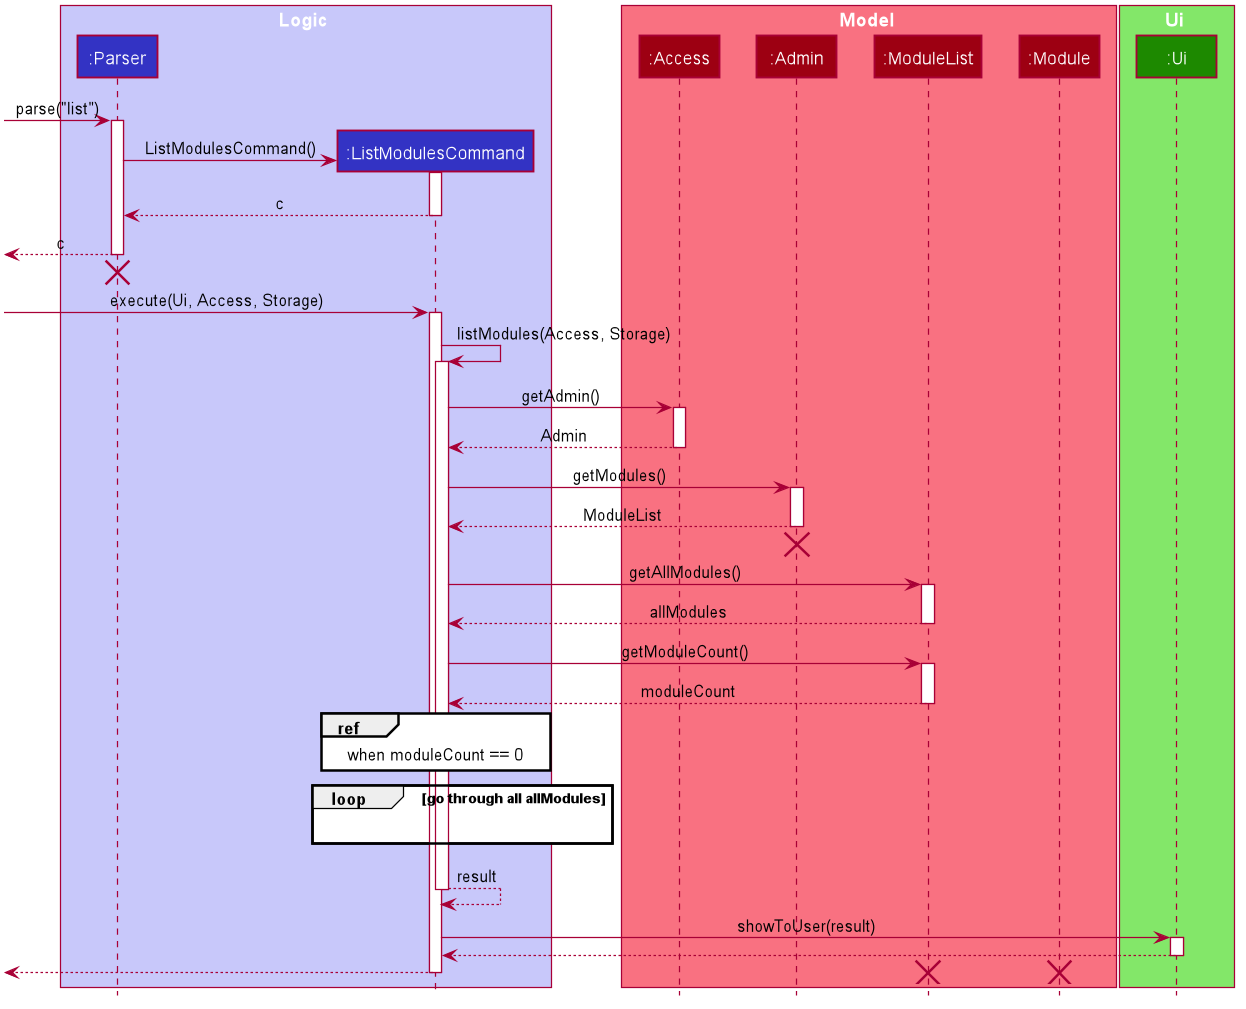 Logic
Model
Ui
:Parser
:Access
:Admin
:ModuleList
:Module
:Ui
parse("list")
ListModulesCommand()
:ListModulesCommand
c
c
execute(Ui, Access, Storage)
listModules(Access, Storage)
getAdmin()
Admin
getModules()
ModuleList
getAllModules()
allModules
getModuleCount()
moduleCount
ref
when moduleCount == 0
loop
[go through all allModules]
result
showToUser(result)